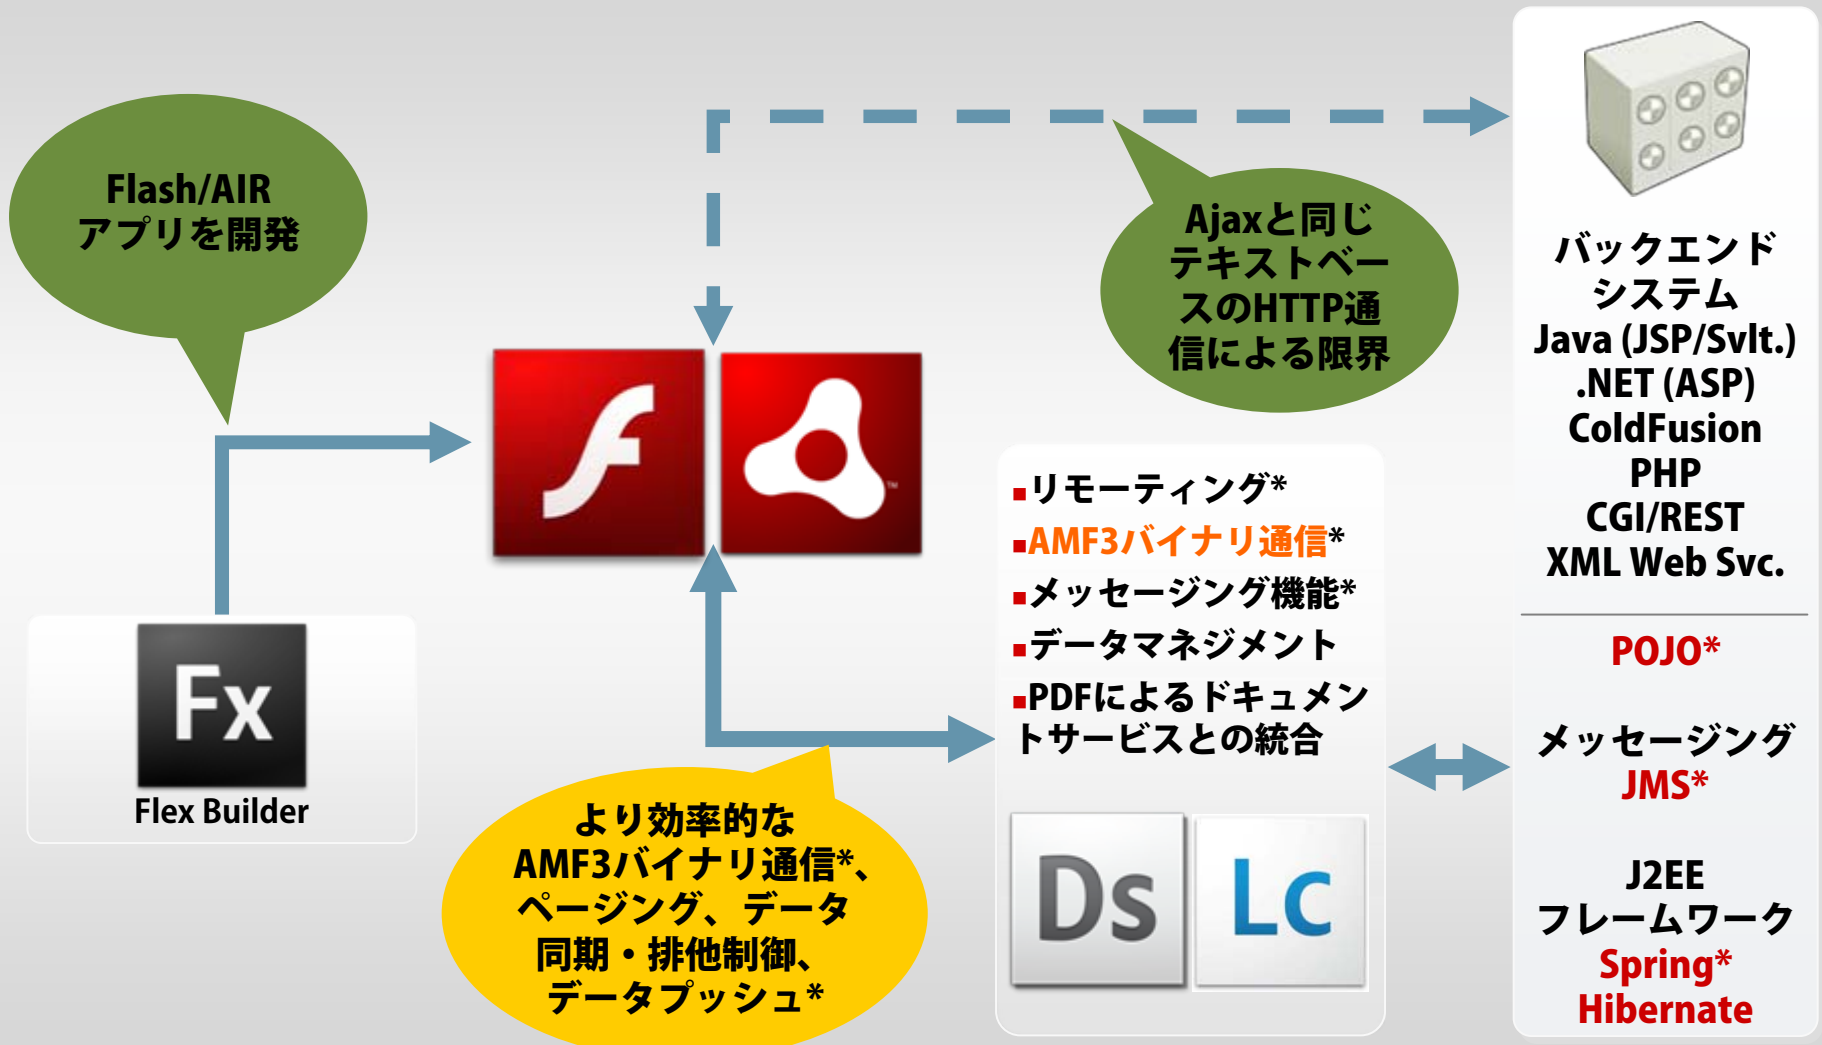 Flash/AIR
アプリを開発
Ajaxと同じ
テキストベー
スのHTTP通
信による限界
Fx
Flex Builder
より効率的な
AMF3バイナリ通信*、
ページング、データ
同期・排他制御、
データプッシュ*
■リモーティング*
■AMF3バイナリ通信*
■メッセージング機能*
■データマネジメント
■PDFによるドキュメン
トサービスとの統合
Ds
Lc
バックエンド
システム
Java (JSP/Svlt.)
.NET (ASP)
ColdFusion
PHP
CGI/REST
XML Web Svc.
POJO*
メッセージング
JMS*
J2EE
フレームワーク
Spring*
Hibernate